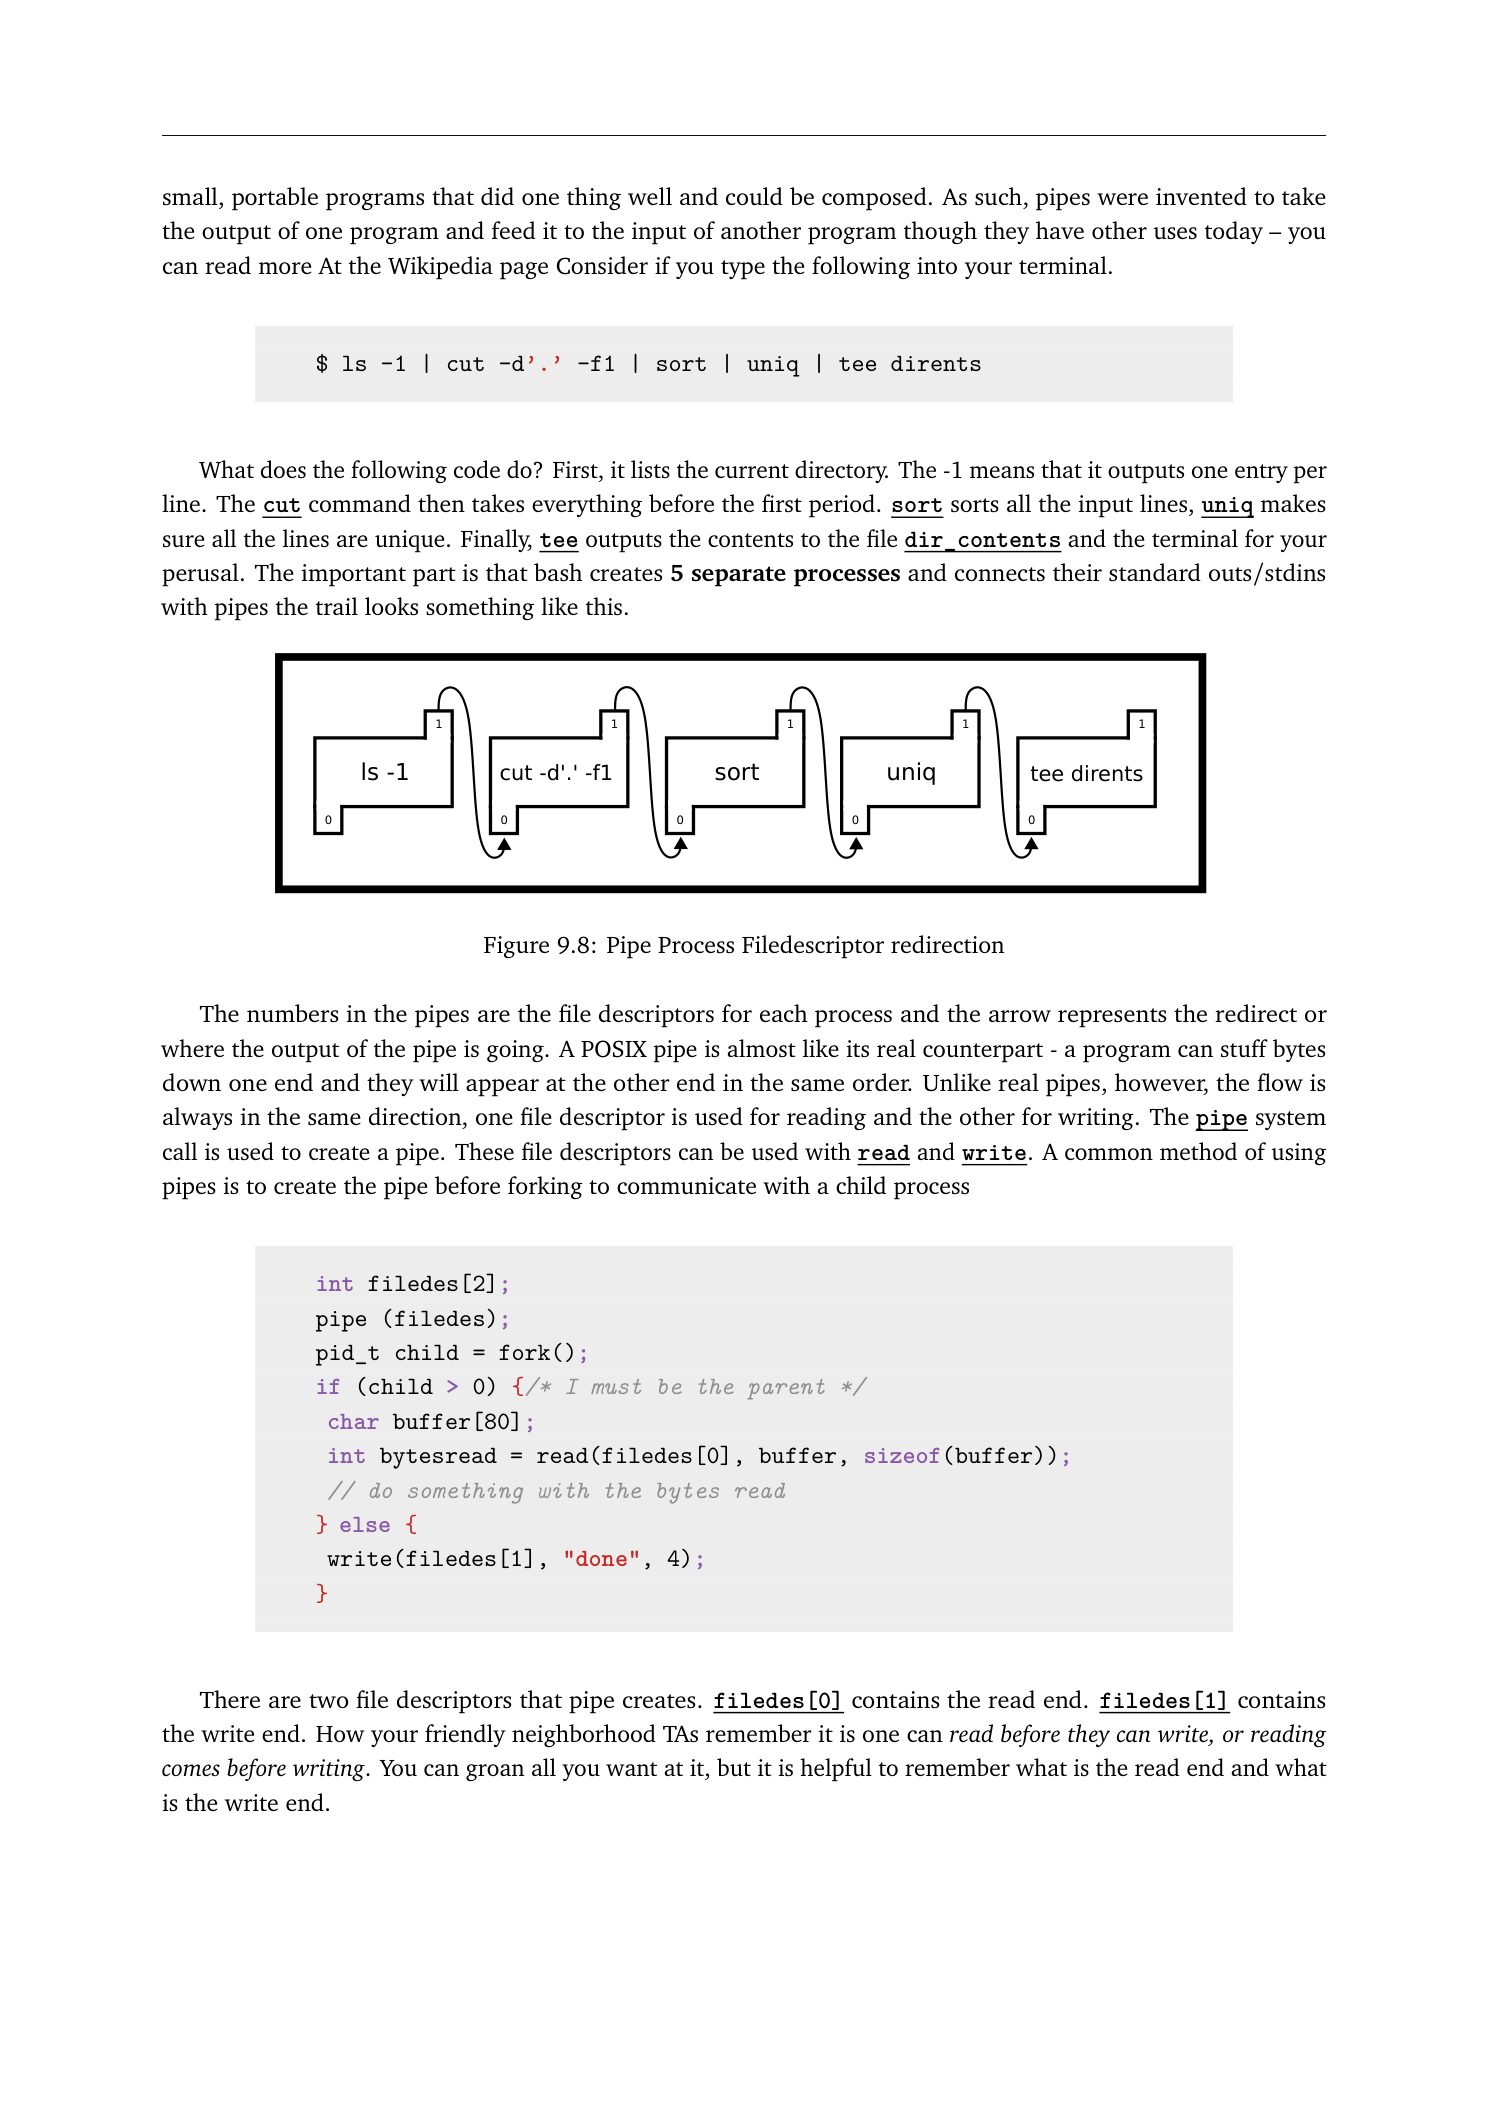 small, portable programs that did one thing well and could be composed. As such, pipes were invented to take
the output of one program and feed it to the input of another program though they have other uses today – you
can read more At the Wikipedia page Consider if you type the following into your terminal.
$ ls -1 | cut -d’.’ -f1 | sort | uniq | tee dirents
What does the following code do? First, it lists the current directory. The -1 means that it outputs one entry per
line. The cut command then takes everything before the first period. sort sorts all the input lines, uniq makes
sure all the lines are unique. Finally, tee outputs the contents to the file dir_contents and the terminal for your
perusal. The important part is that bash creates 5 separate processes and connects their standard outs/stdins
with pipes the trail looks something like this.
1 1 1 1 1
ls -1 cut -d'.' -f1 sort uniq tee dirents
0 0 0 0 0
Figure 9.8: Pipe Process Filedescriptor redirection
The numbers in the pipes are the file descriptors for each process and the arrow represents the redirect or
where the output of the pipe is going. A POSIX pipe is almost like its real counterpart - a program can stuff bytes
down one end and they will appear at the other end in the same order. Unlike real pipes, however, the flow is
always in the same direction, one file descriptor is used for reading and the other for writing. The pipe system
call is used to create a pipe. These file descriptors can be used with read and write. A common method of using
pipes is to create the pipe before forking to communicate with a child process
int filedes[2];
pipe (filedes);
pid_t child = fork();
if (child > 0) {/* I must be the parent */
char buffer[80];
int bytesread = read(filedes[0], buffer, sizeof(buffer));
// do something with the bytes read
} else {
write(filedes[1], "done", 4);
}
There are two file descriptors that pipe creates. filedes[0] contains the read end. filedes[1] contains
the write end. How your friendly neighborhood TAs remember it is one can read before they can write, or reading
comes before writing. You can groan all you want at it, but it is helpful to remember what is the read end and what
is the write end.